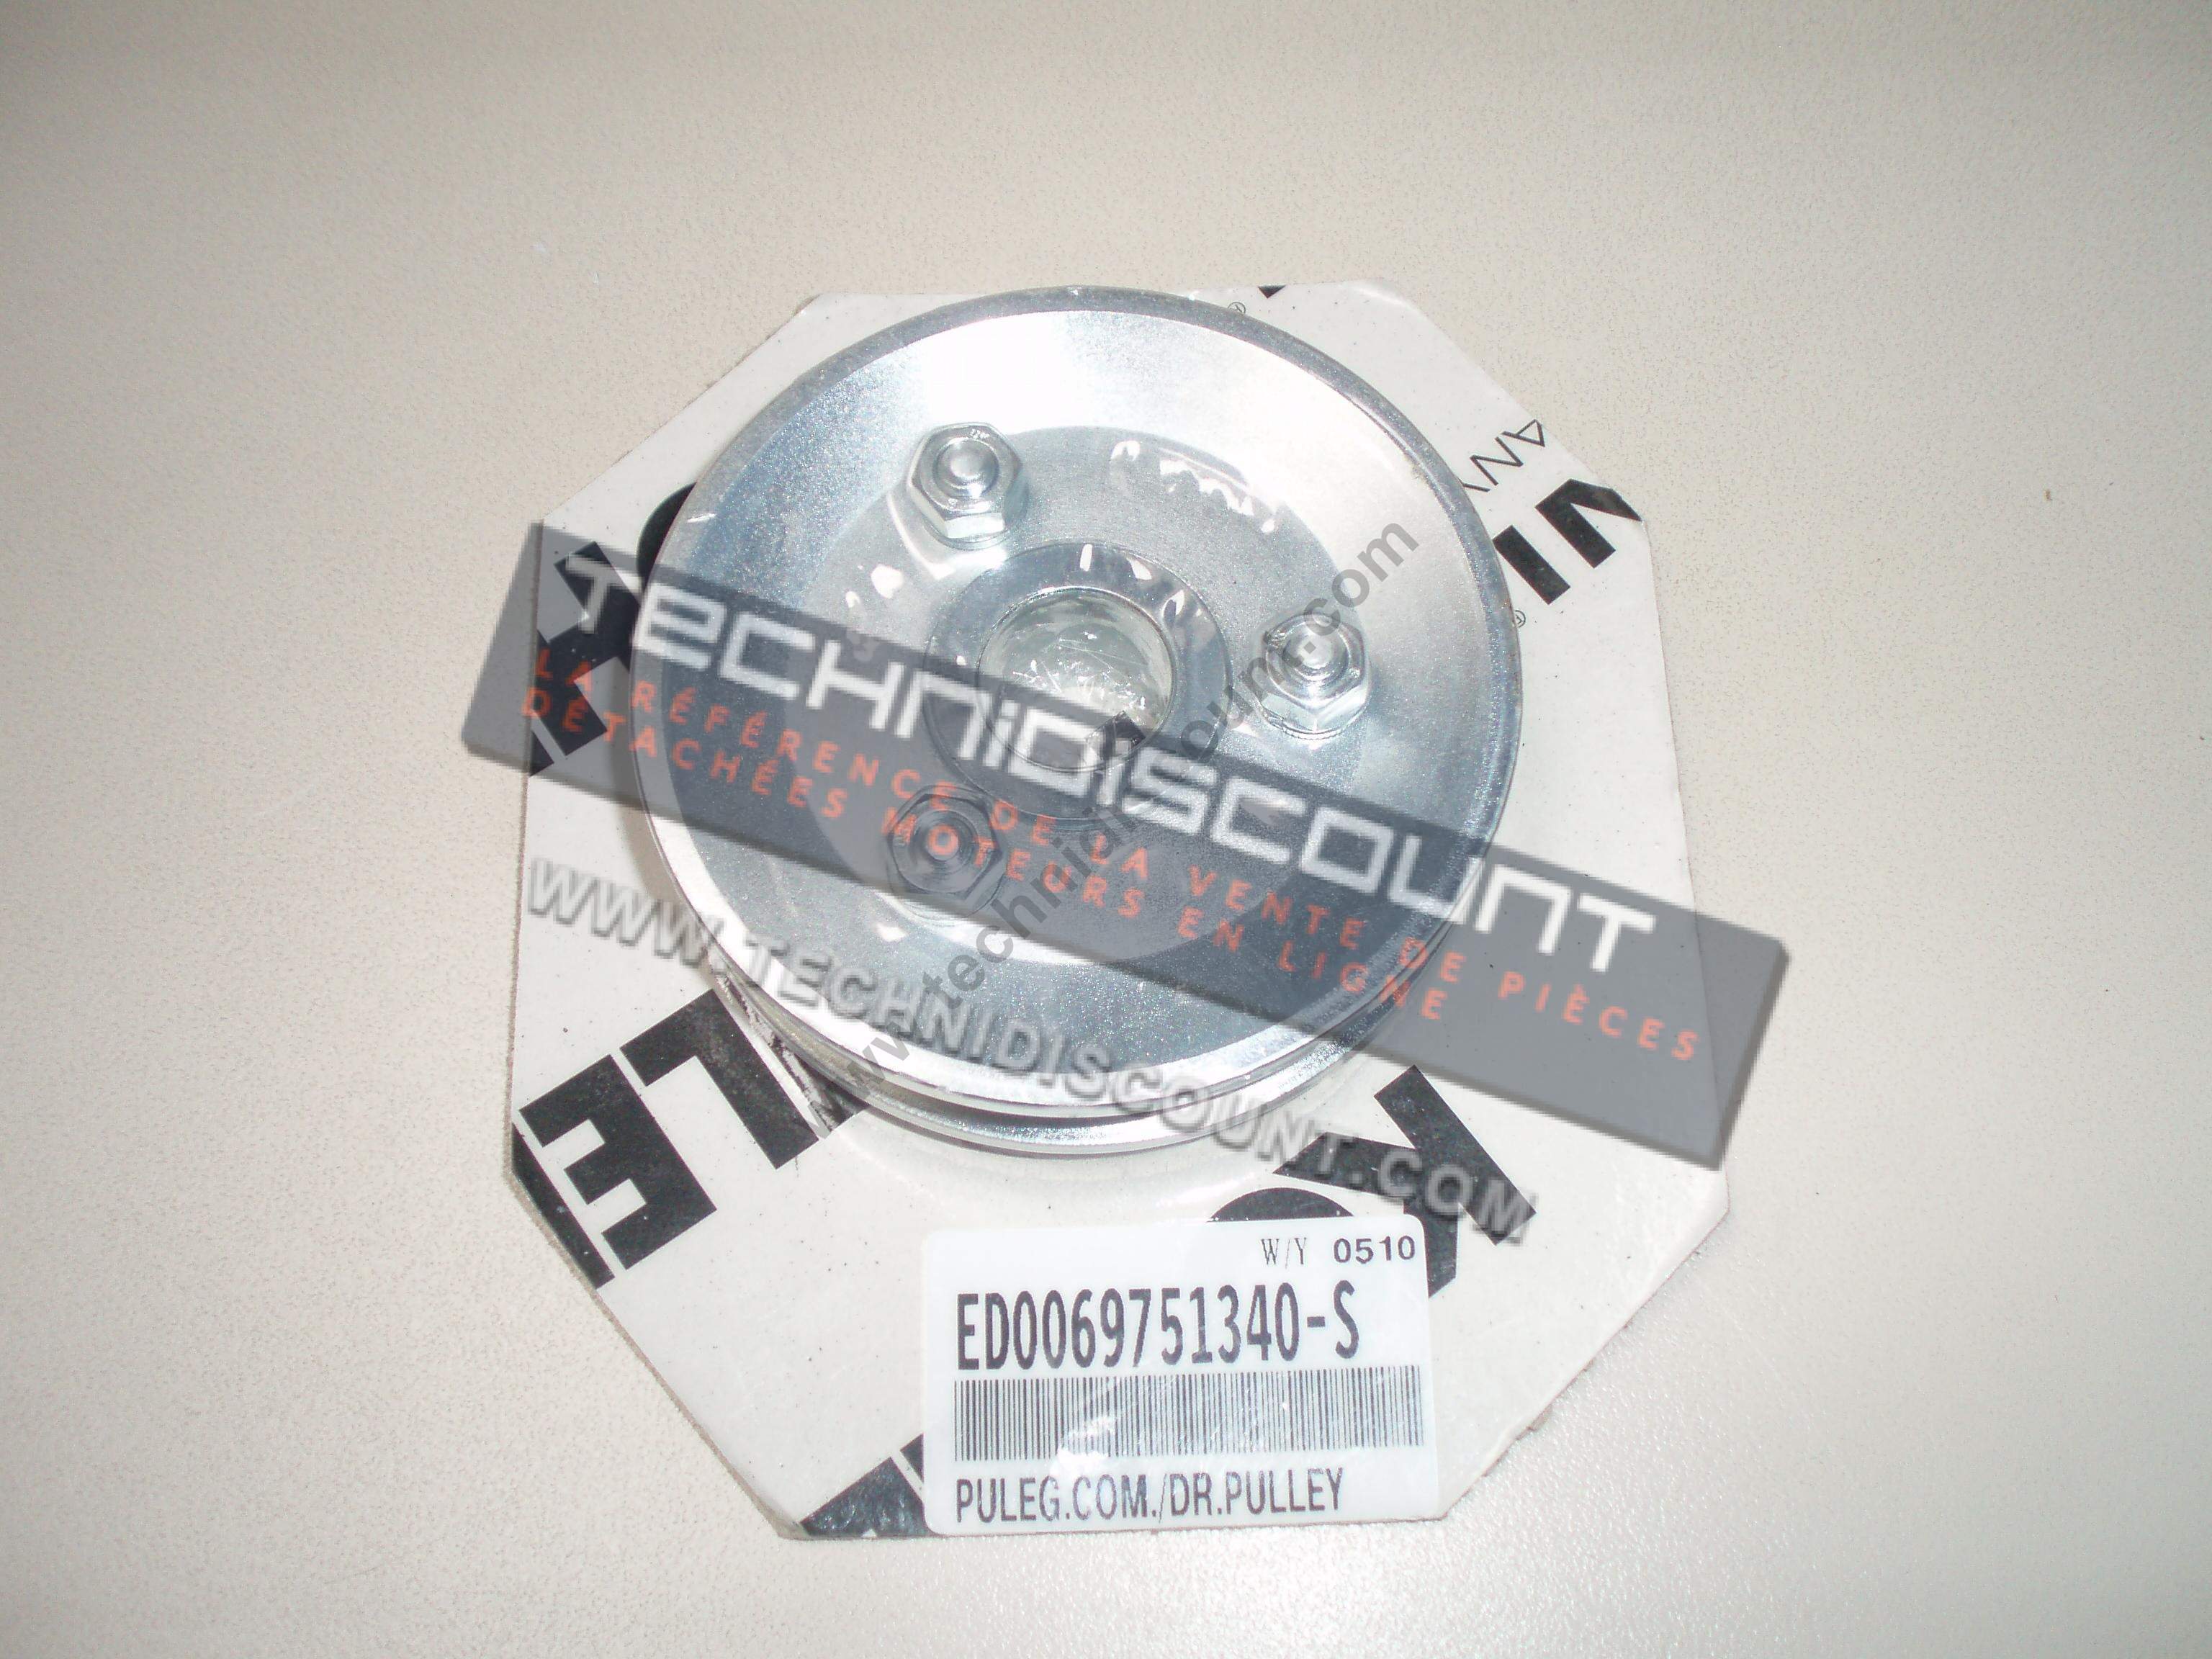 TECHNIDISCOUNT
LA RÉFÉRENCE DE LA VENTE DE PIÈCES
DÉTACHÉES MOTEURS EN LIGNE
WWW.TECHNIDISCOUNT.COM
www.technidiscount.com
W/Y 0510
ED0069751340-S
PULEG.COM./DR.PULLEY